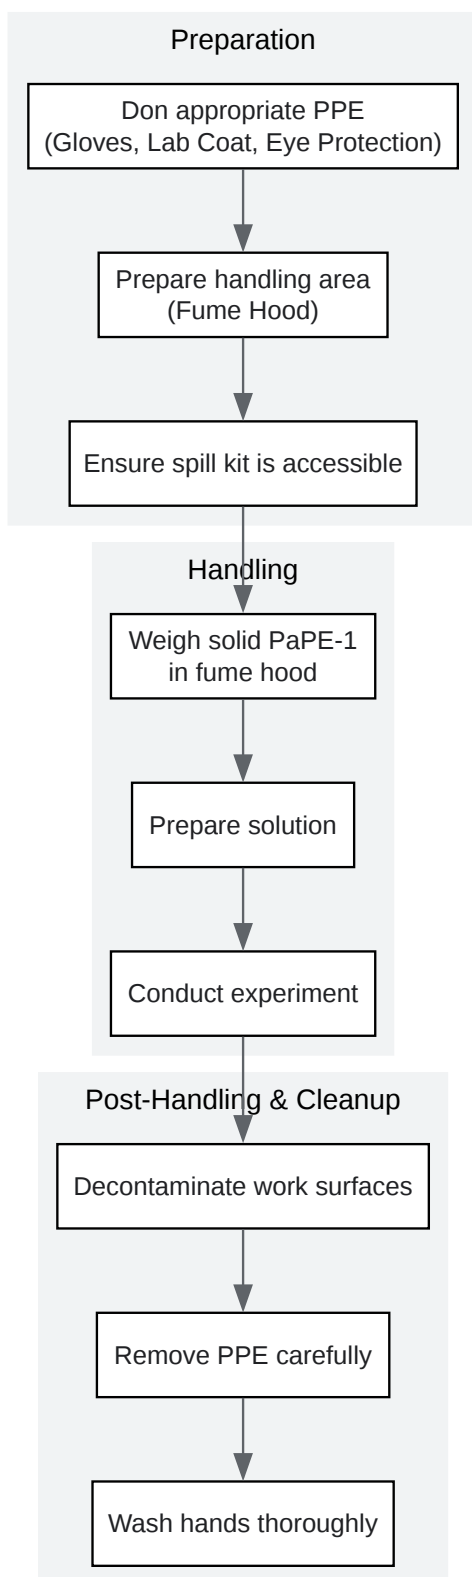 Preparation
Don appropriate PPE
(Gloves, Lab Coat, Eye Protection)
Prepare handling area
(Fume Hood)
Ensure spill kit is accessible
Handling
Weigh solid PaPE-1
in fume hood
Prepare solution
Conduct experiment
Post-Handling & Cleanup
Decontaminate work surfaces
Remove PPE carefully
Wash hands thoroughly